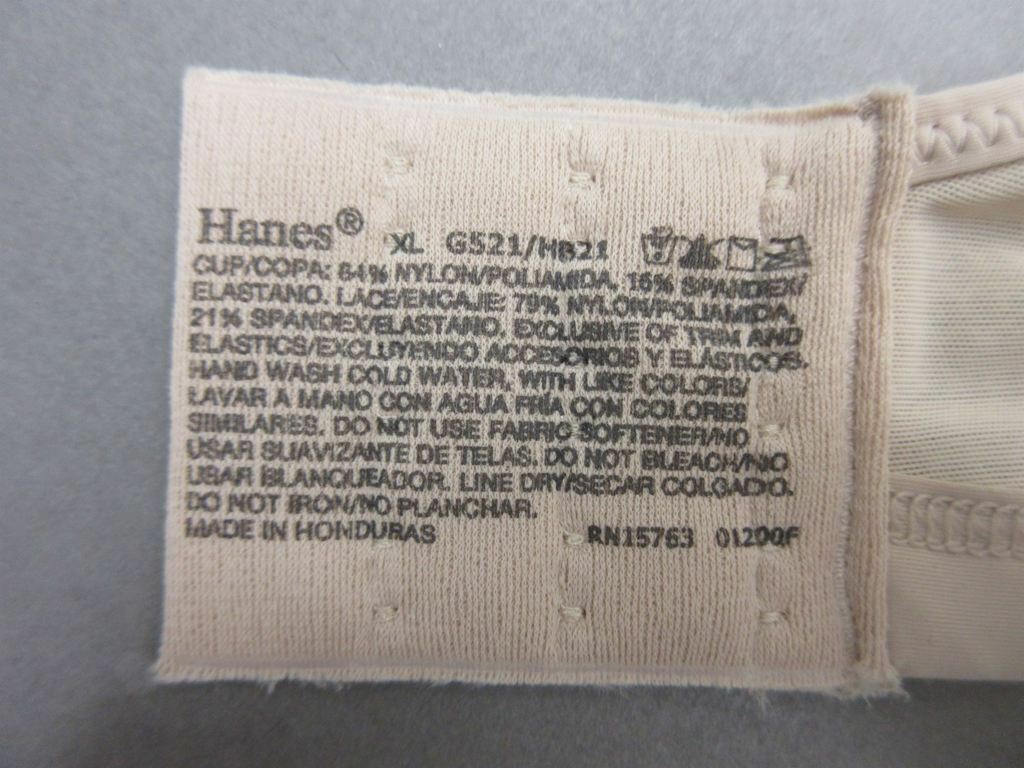 Hanes® XL G521/HB21
CUP/COPA: 84% NYLON/POLIAMIDA, 16% SPANDEX/
ELASTANO. LACE/ENCAJE: 79% NYLON/POLIAMIDA,
21% SPANDEX/ELASTANO. EXCLUSIVE OF TRIM AND
ELASTICS/EXCLUYENDO ACCESORIOS Y ELÁSTICOS.
HAND WASH COLD WATER, WITH LIKE COLORS/
LAVAR A MANO CON AGUA FRÍA CON COLORES
SIMILARES. DO NOT USE FABRIC SOFTENER/NO
USAR SUAVIZANTE DE TELAS. DO NOT BLEACH/NO
USAR BLANQUEADOR. LINE DRY/SECAR COLGADO.
DO NOT IRON/NO PLANCHAR.
MADE IN HONDURAS RN15763 01200F